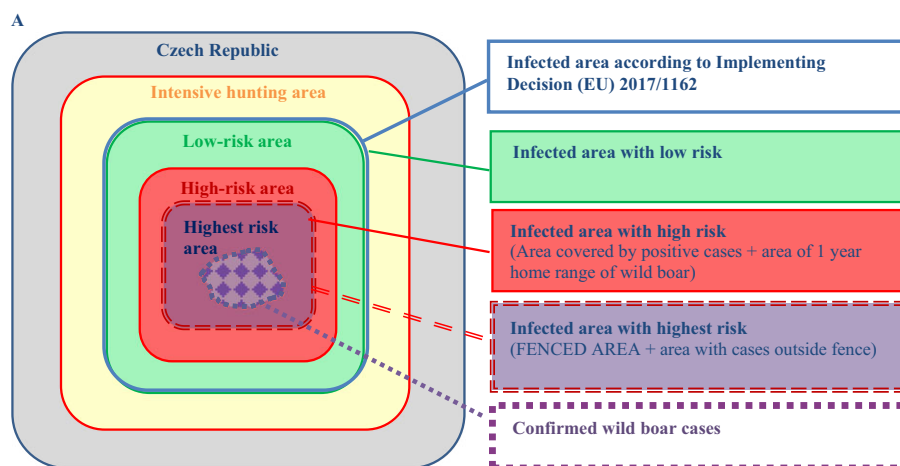 A
Czech Republic
Intensive hunting area
Low-risk area
High-risk area
Highest risk
area
Infected area according to Implementing
Decision (EU) 2017/1162
Infected area with low risk
Infected area with high risk
(Area covered by positive cases + area of 1 year
home range of wild boar)
Infected area with highest risk
(FENCED AREA + area with cases outside fence)
Confirmed wild boar cases